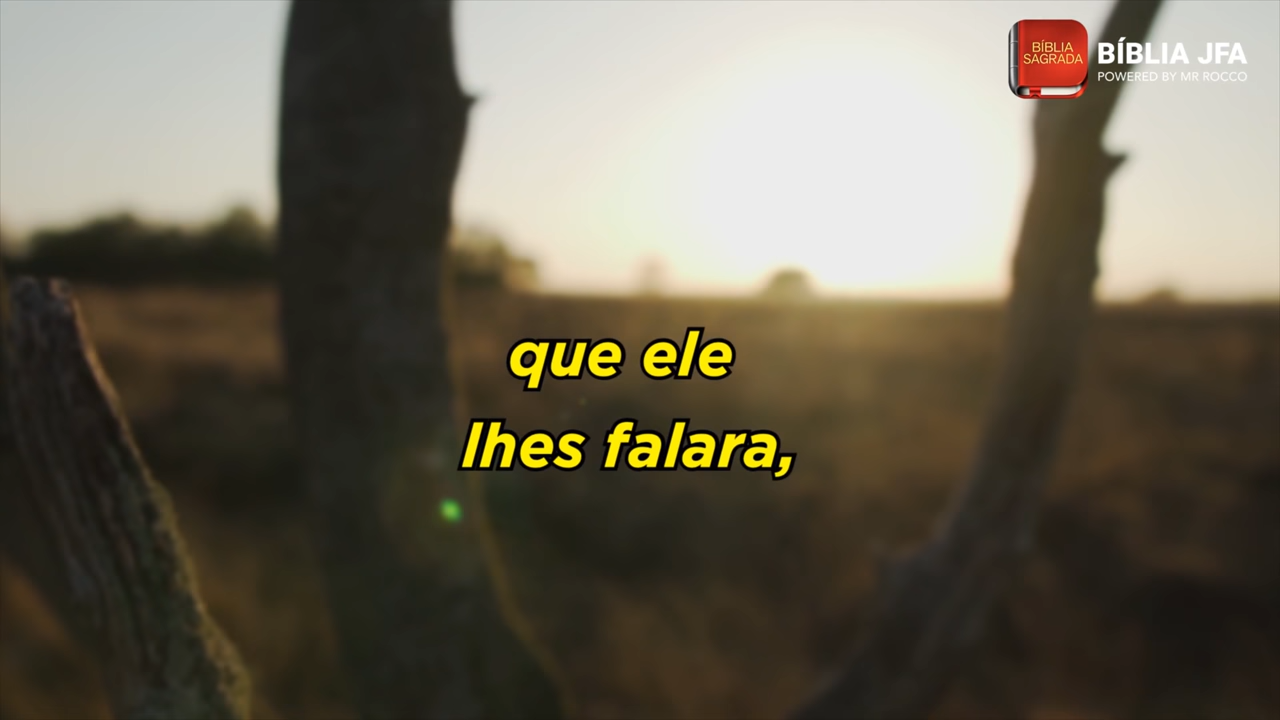 BÍBLIA
SAGRADA
BÍBLIA JFA
POWERED BY MR ROCCO
que ele
lhes falara,